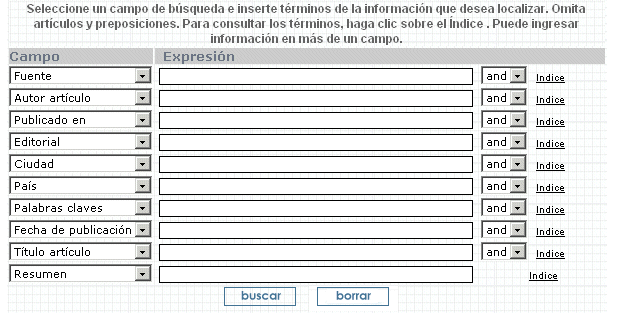 Seleccione un campo de búsqueda e inserte términos de la información que desea localizar. Omita
artículos y preposiciones. Para consultar los términos, haga clic sobre el Índice . Puede ingresar
información en más de un campo.
Campo Expresión
Fuente and Indice
Autor artículo and Indice
Publicado en and Indice
Editorial and Indice
Ciudad and Indice
País and Indice
Palabras claves and Indice
Fecha de publicación and Indice
Título artículo and Indice
Resumen Indice
buscar borrar